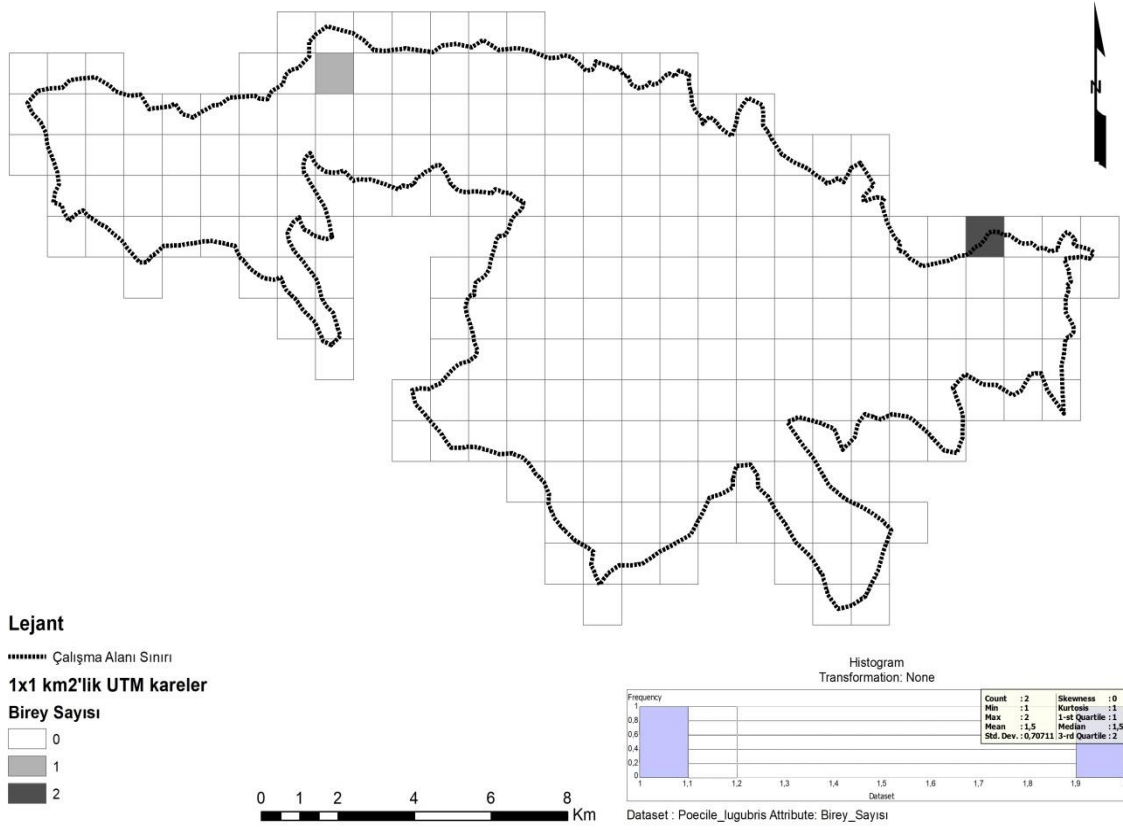 N
Lejant
Çalışma Alanı Sınırı
1x1 km2'lik UTM kareler
Birey Sayısı
0
1
2
0 1 2 4 6 8
Km
Histogram
Transformation: None
Frequency
1
0,8
0,6
0,4
0,2
0
Count : 2 Skewness : 0
Min : 1 Kurtosis : 1
Max : 2 1-st Quartile : 1
Mean : 1,5 Median : 1,5
Std. Dev. : 0,70711 3-rd Quartile : 2
1 1,1 1,2 1,3 1,4 1,5 1,6 1,7 1,8 1,9
Dataset
Dataset : Poecile_lugubris Attribute: Birey_Sayısı